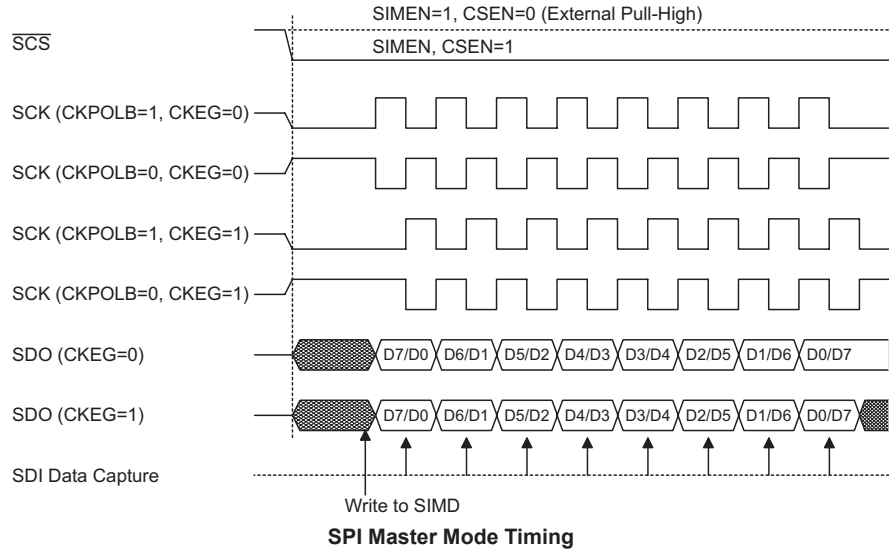 SIMEN=1, CSEN=0 (External Pull-High)
SCS
SIMEN, CSEN=1
SCK (CKPOLB=1, CKEG=0)
SCK (CKPOLB=0, CKEG=0)
SCK (CKPOLB=1, CKEG=1)
SCK (CKPOLB=0, CKEG=1)
SDO (CKEG=0) D7/D0 D6/D1 D5/D2 D4/D3 D3/D4 D2/D5 D1/D6 D0/D7
SDO (CKEG=1) D7/D0 D6/D1 D5/D2 D4/D3 D3/D4 D2/D5 D1/D6 D0/D7
SDI Data Capture
Write to SIMD
SPI Master Mode Timing